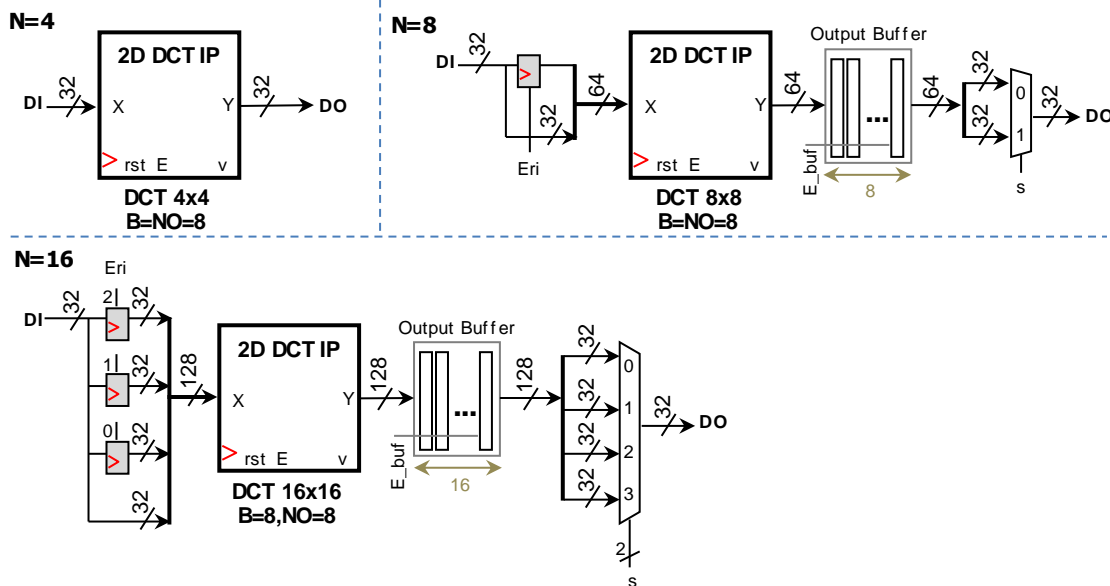 N=4
DI
32
2D DCT IP
X
Y
rst E
v
32
DO
DCT 4x4
B=NO=8
N=8
DI
32
Eri
32
64
2D DCT IP
X
Y
rst E
v
DCT 8x8
B=NO=8
64
Output Buffer
...
E_buf
8
64
32
32
0
1
s
32
DO
N=16
Eri
DI
32
2
32
1
32
0
32
32
128
2D DCT IP
X
Y
rst E
v
DCT 16x16
B=8,NO=8
128
Output Buffer
...
E_buf
16
128
32
32
32
32
0
1
2
3
2
s
32
DO